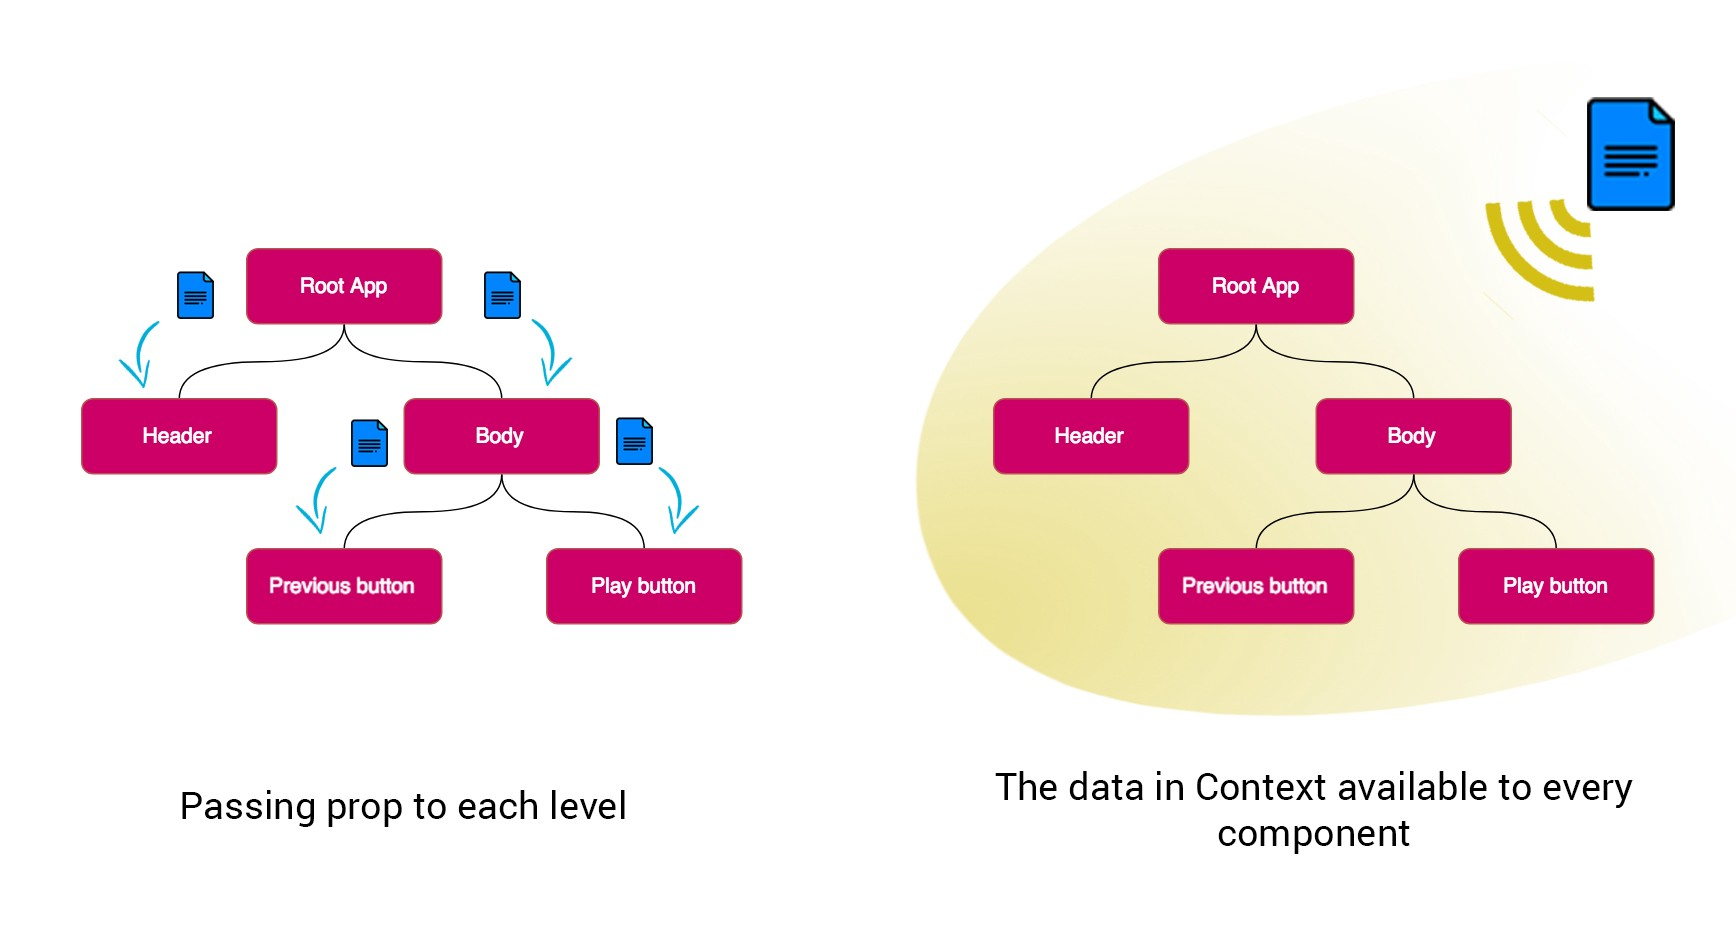 Root App
Header
Body
Previous button
Play button
Passing prop to each level
Root App
Header
Body
Previous button
Play button
The data in Context available to every
component